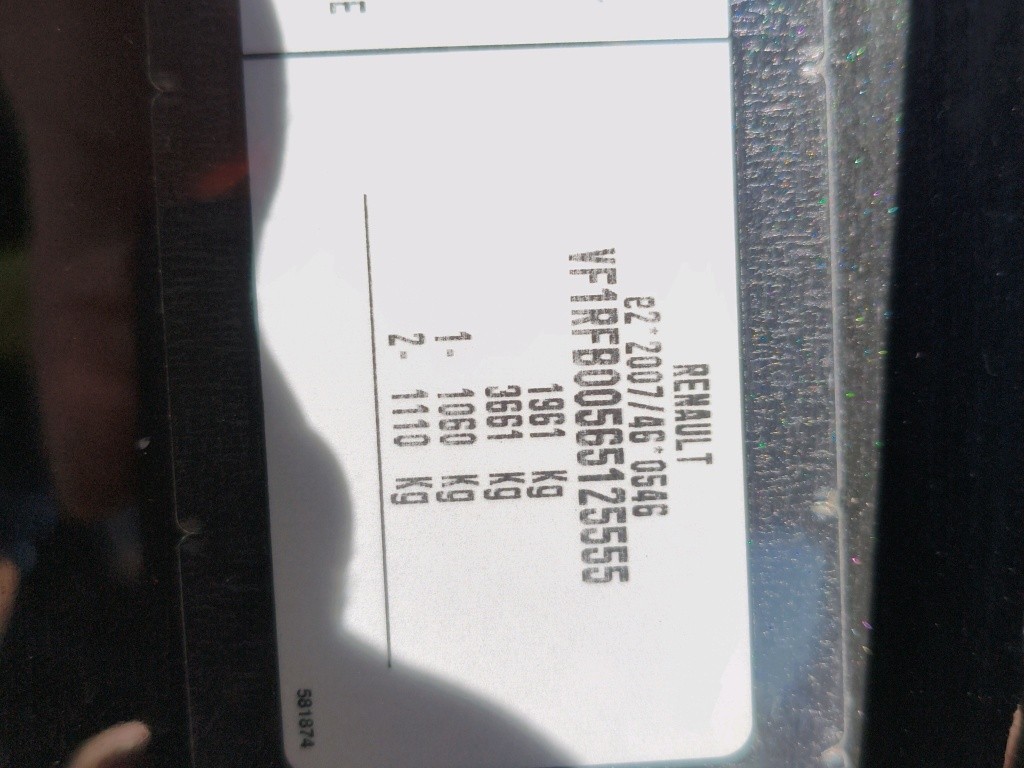 RENAULT
e2*2007/46*0546
VF1RFB00565125555
1961 Kg
3661 Kg
1- 1060 Kg
2- 1110 Kg
581874